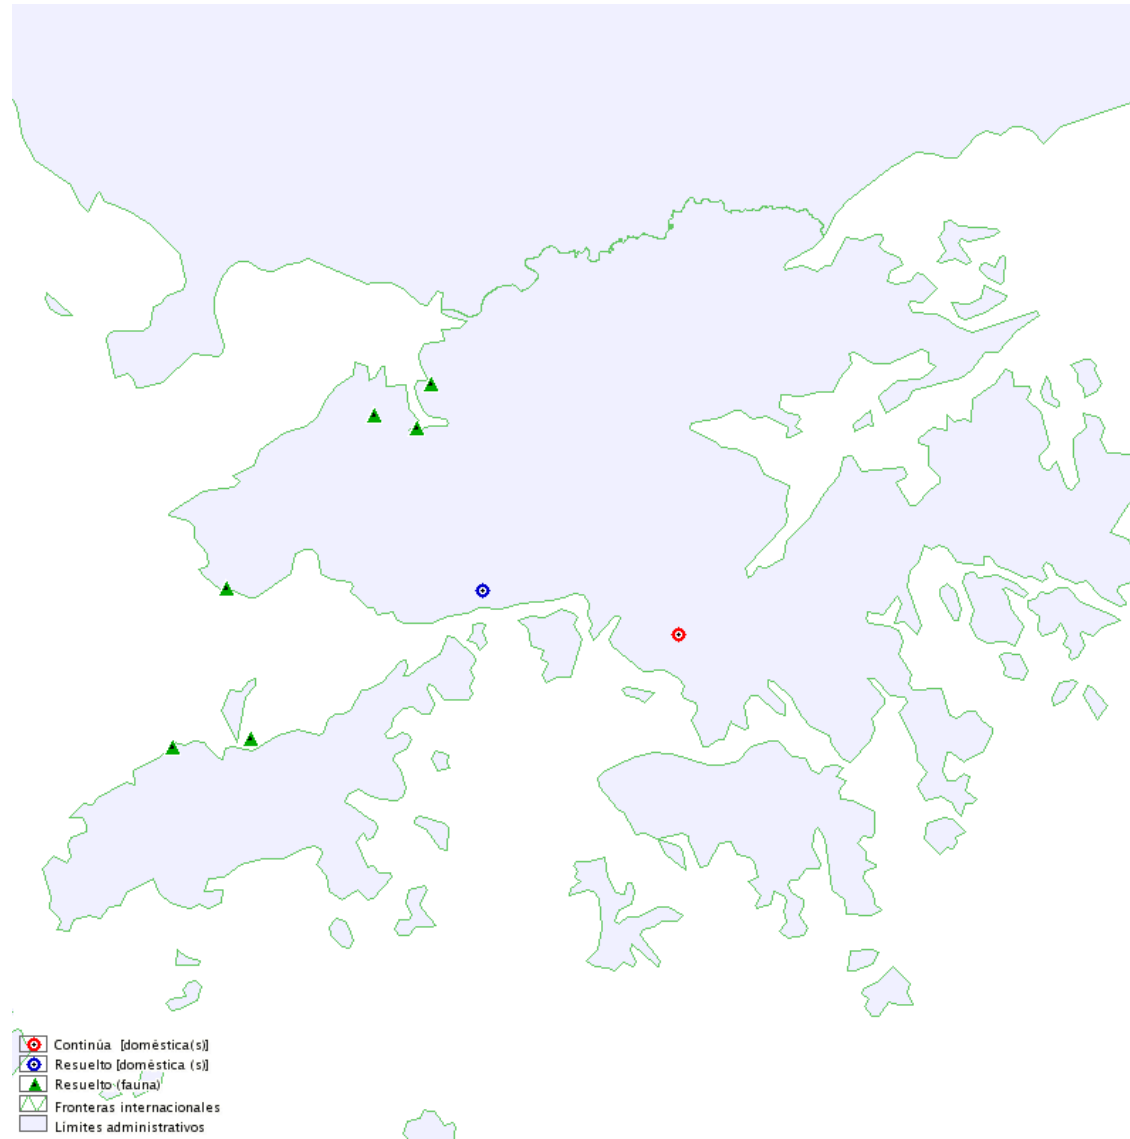 Continúa [doméstica(s)]
Resuelto [doméstica (s)]
Resuelto (fauna)
Fronteras internacionales
Límites administrativos